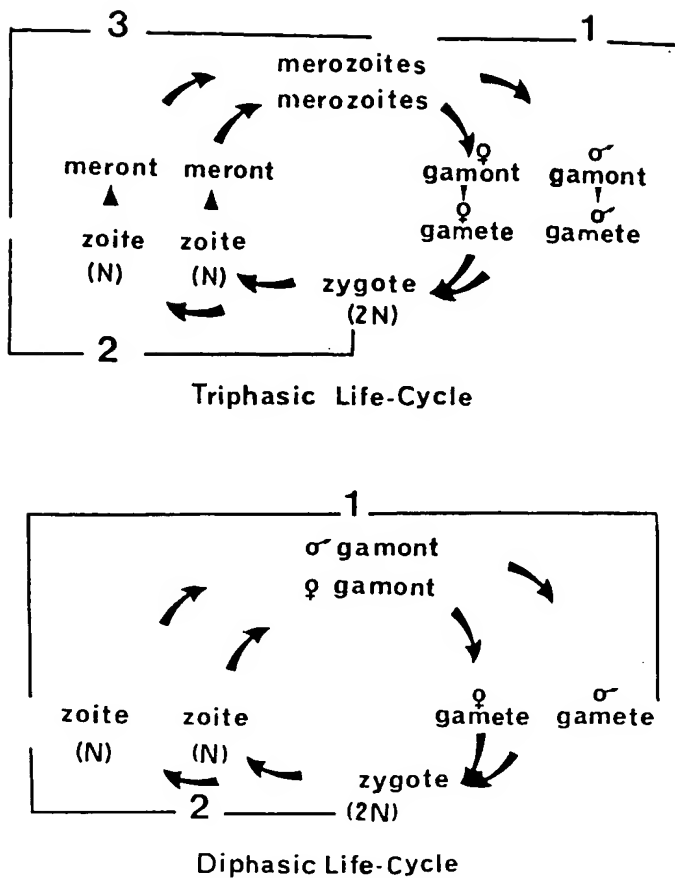 3 1
merozoites
merozoites
♀ ♂
meront meront gamont gamont
♀ ♂
zoite zoite gamete gamete
(N) (N) zygote
(2N)
2
Triphasic Life-Cycle
1
♂ gamont
♀ gamont
♀ ♂
zoite zoite gamete gamete
(N) (N) zygote
2 (2N)
Diphasic Life-Cycle